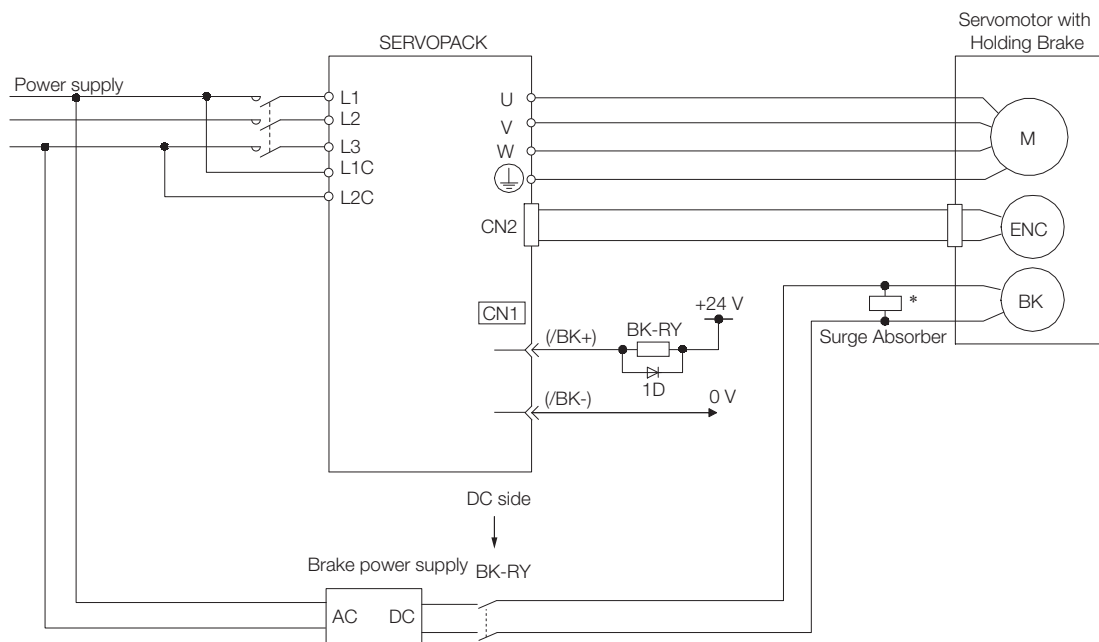 Servomotor with
Holding Brake
SERVOPACK
Power supply
L1
L2
L3
L1C
L2C
U
V
W
M
CN2
ENC
CN1
BK
*
Surge Absorber
+24 V
BK-RY
(/BK+)
1D
(/BK-)
0 V
DC side
Brake power supply
BK-RY
AC
DC